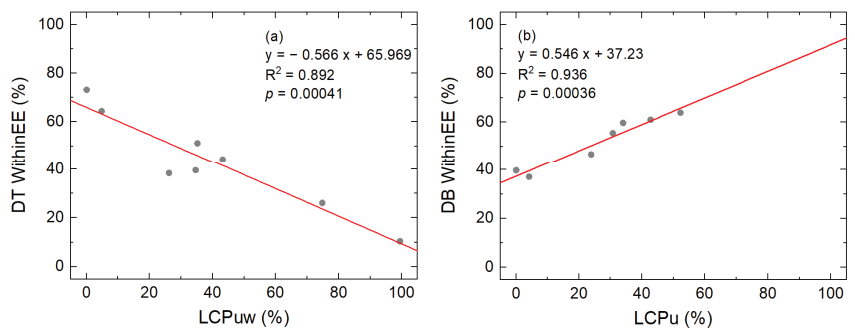 (a)
y = − 0.566 x + 65.969
R² = 0.892
p = 0.00041
DT WithinEE (%)
100
80
60
40
20
0
0 20 40 60 80 100
LCPuw (%)
(b)
y = 0.546 x + 37.23
R² = 0.936
p = 0.00036
DB WithinEE (%)
100
80
60
40
20
0
0 20 40 60 80 100
LCPu (%)